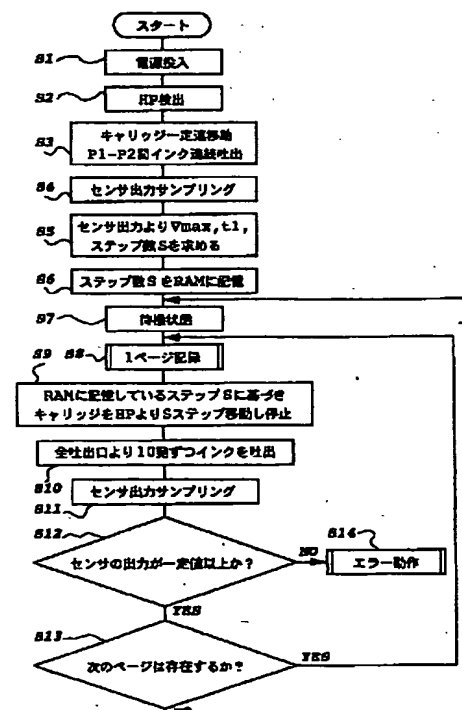 スタート
S1
電源投入
S2
HP検出
S3
キャリッジ一定速移動
P1-P2間インク連続吐出
S4
センサ出力サンプリング
S5
センサ出力よりVmax,t1,
ステップ数Sを求める
S6
ステップ数SをRAMに記憶
S7
待機状態
S8
1ページ記録
S9
RAMに記憶しているステップSに基づき
キャリッジをHPよりSステップ移動し停止
全吐出口より10発ずつインクを吐出
S10
センサ出力サンプリング
S11
S12
センサの出力が一定値以上か?
NO
S14
エラー動作
YES
S13
次のページは存在するか?
YES